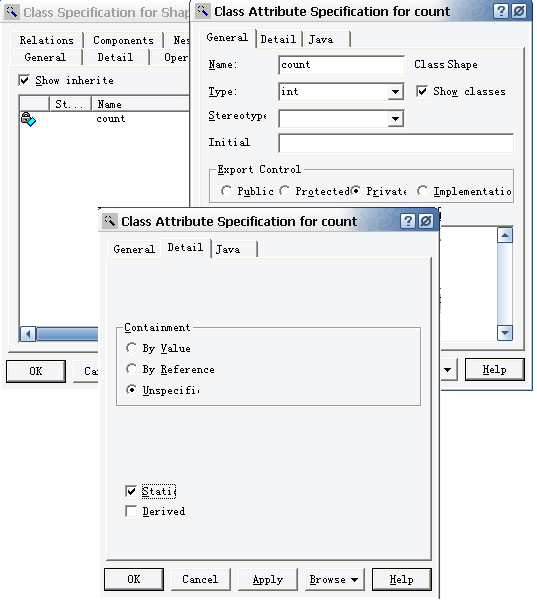 Class Specification for Shap
Relations Components Nes
General Detail Oper
Show inherite
St... Name
count
OK Ca
Class Attribute Specification for count
General Detail Java
Name: count Class Shape
Type: int Show classes
Stereotype
Initial
Export Control
Public Protected Private Implementatio
Help
Class Attribute Specification for count
General Detail Java
Containment
By Value
By Reference
Unspecifi
Stati
Derived
OK Cancel Apply Browse Help